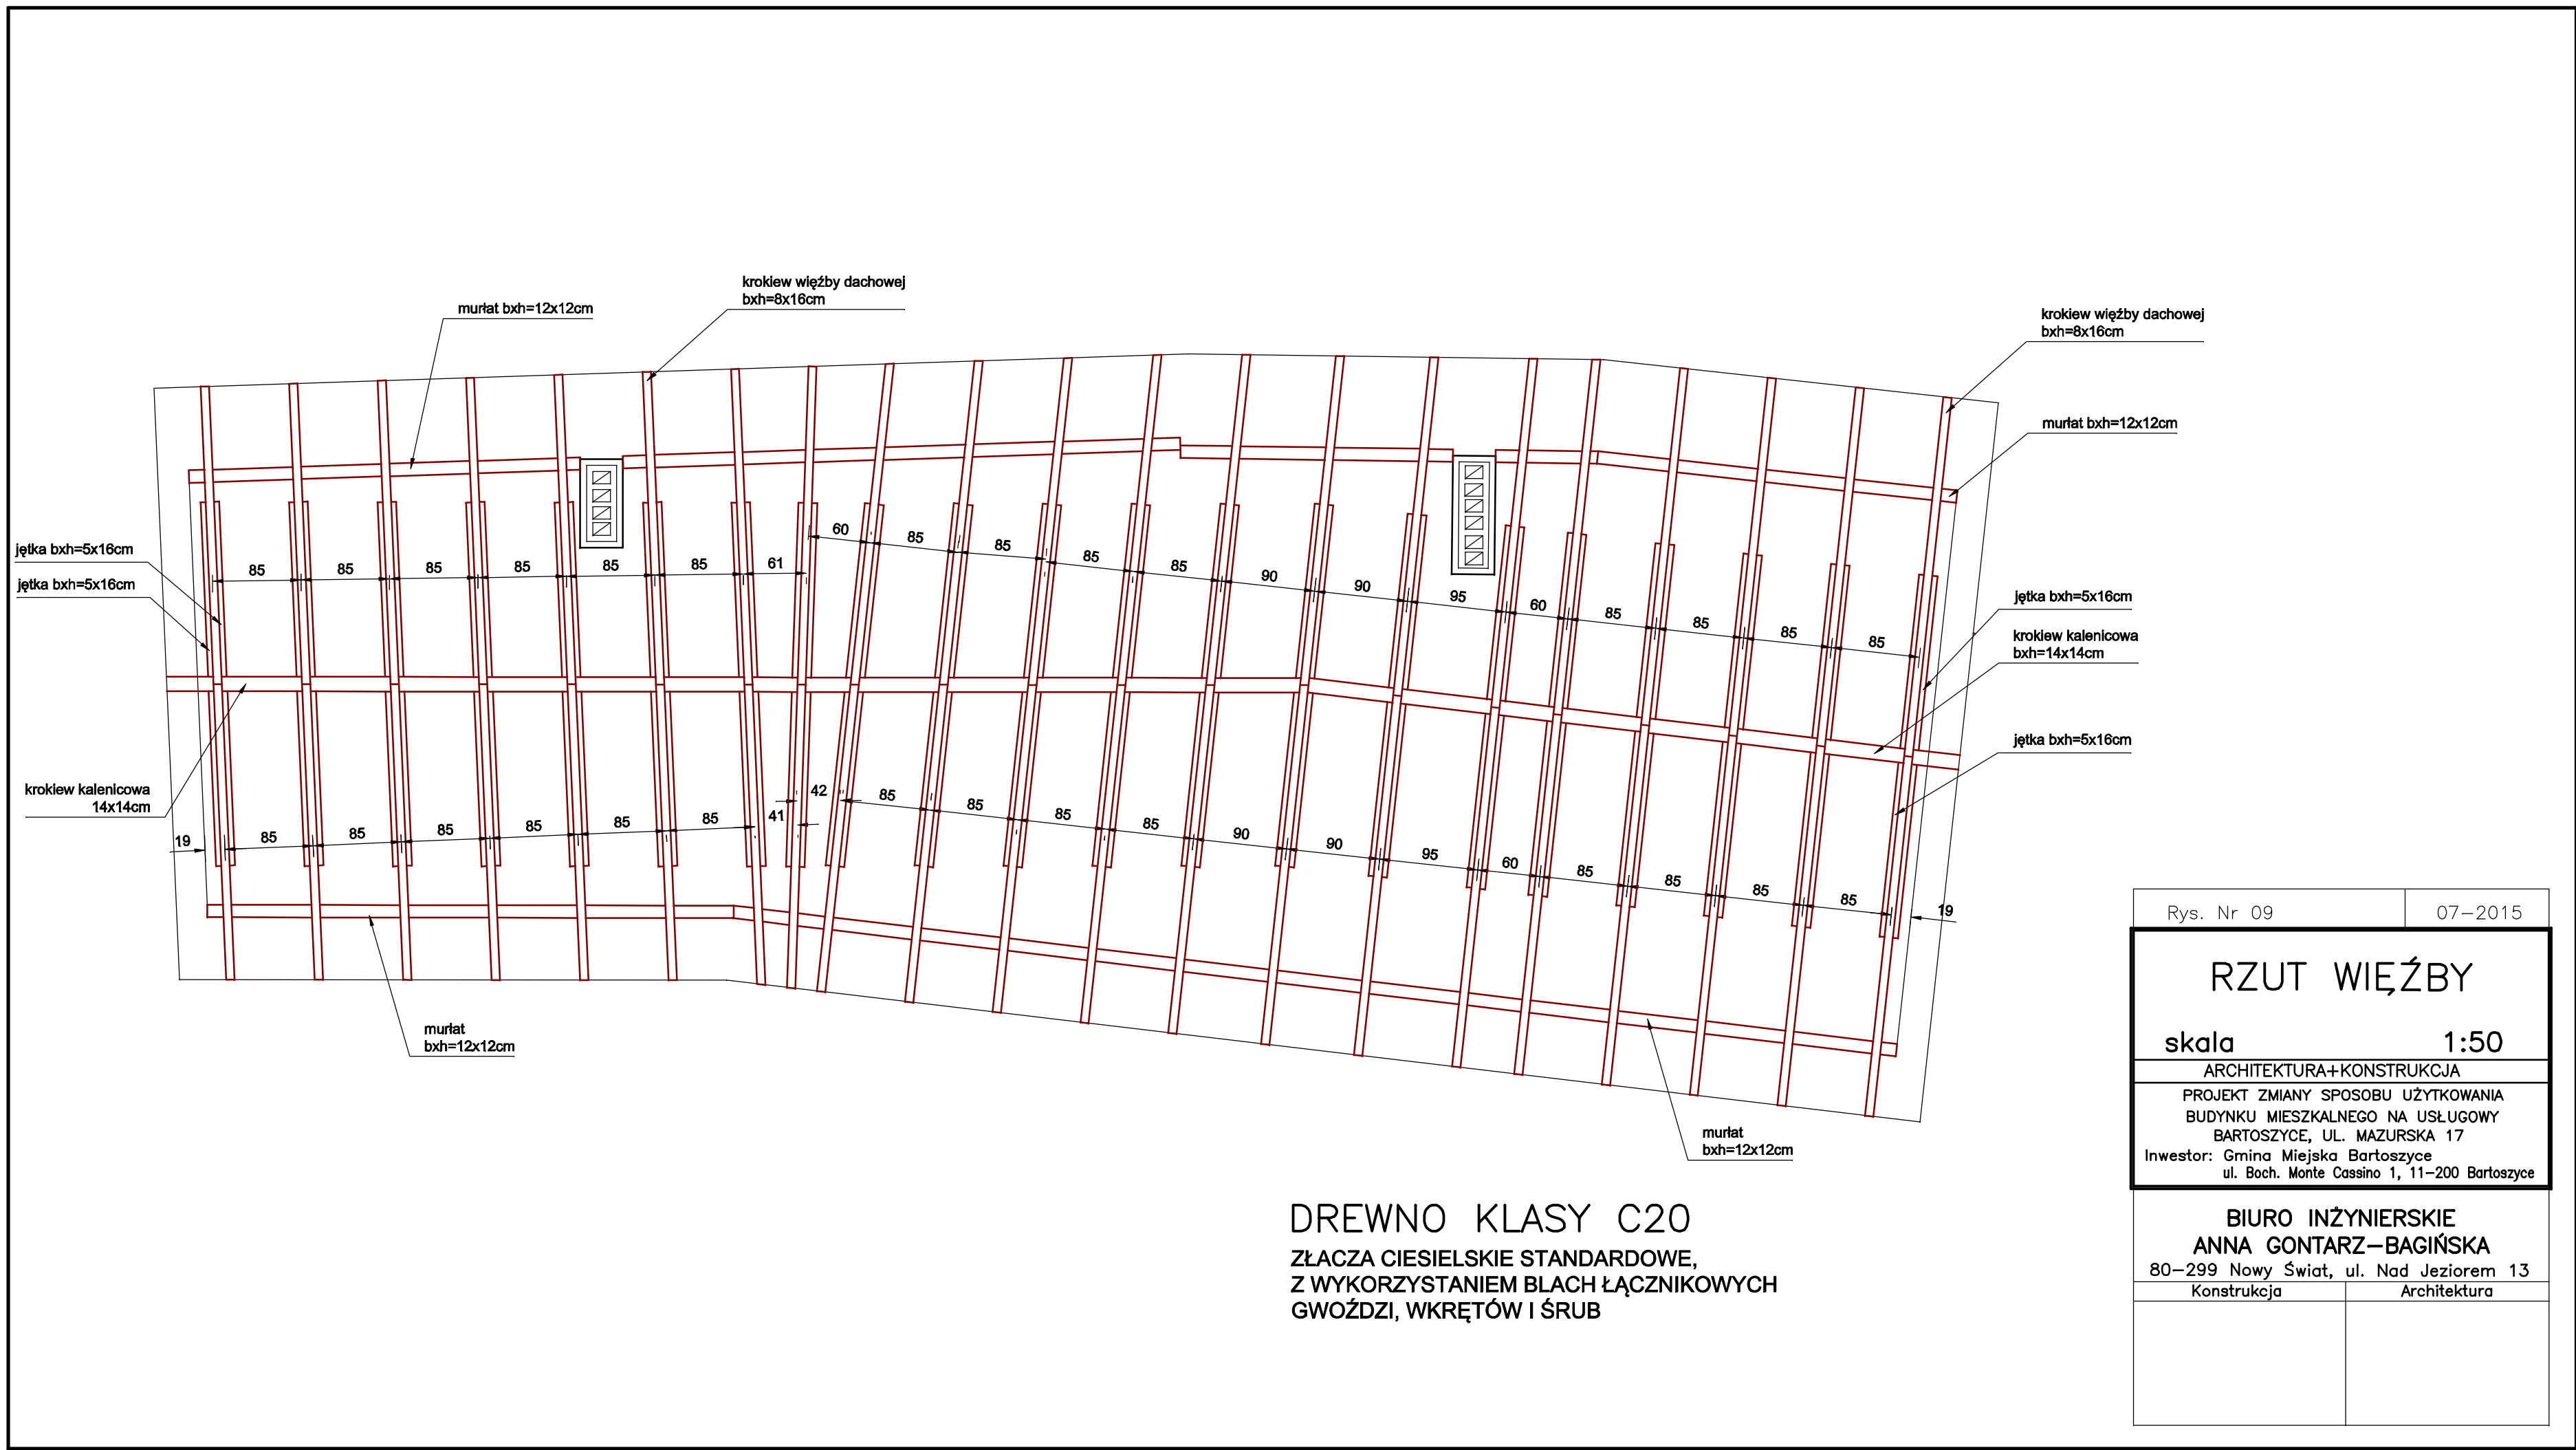 krokiew więźby dachowej
bxh=8x16cm
murłat bxh=12x12cm
krokiew więźby dachowej
bxh=8x16cm
murłat bxh=12x12cm
jętka bxh=5x16cm
jętka bxh=5x16cm
85 85 85 85 85 85 61
60 85 85 85 85 90 90 95 60 85 85 85 85
jętka bxh=5x16cm
krokiew kalenicowa
bxh=14x14cm
jętka bxh=5x16cm
krokiew kalenicowa
14x14cm
19 85 85 85 85 85 85 41 42 85 85 85 85 90 90 95 60 85 85 85 85 19
murłat
bxh=12x12cm
murłat
bxh=12x12cm
DREWNO KLASY C20
ZŁACZA CIESIELSKIE STANDARDOWE,
Z WYKORZYSTANIEM BLACH ŁĄCZNIKOWYCH
GWOŹDZI, WKRĘTÓW I ŚRUB
Rys. Nr 09 07-2015
RZUT WIĘŹBY
skala 1:50
ARCHITEKTURA+KONSTRUKCJA
PROJEKT ZMIANY SPOSOBU UŻYTKOWANIA
BUDYNKU MIESZKALNEGO NA USŁUGOWY
BARTOSZYCE, UL. MAZURSKA 17
Inwestor: Gmina Miejska Bartoszyce
ul. Boch. Monte Cassino 1, 11-200 Bartoszyce
BIURO INŻYNIERSKIE
ANNA GONTARZ-BAGIŃSKA
80-299 Nowy Świat, ul. Nad Jeziorem 13
Konstrukcja Architektura